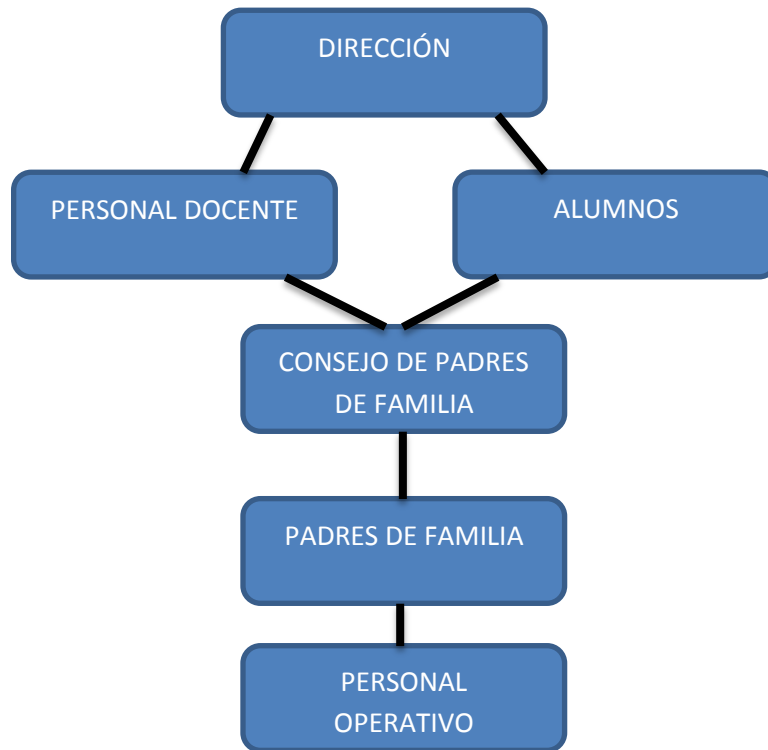 DIRECCIÓN
PERSONAL DOCENTE
ALUMNOS
CONSEJO DE PADRES
DE FAMILIA
PADRES DE FAMILIA
PERSONAL
OPERATIVO